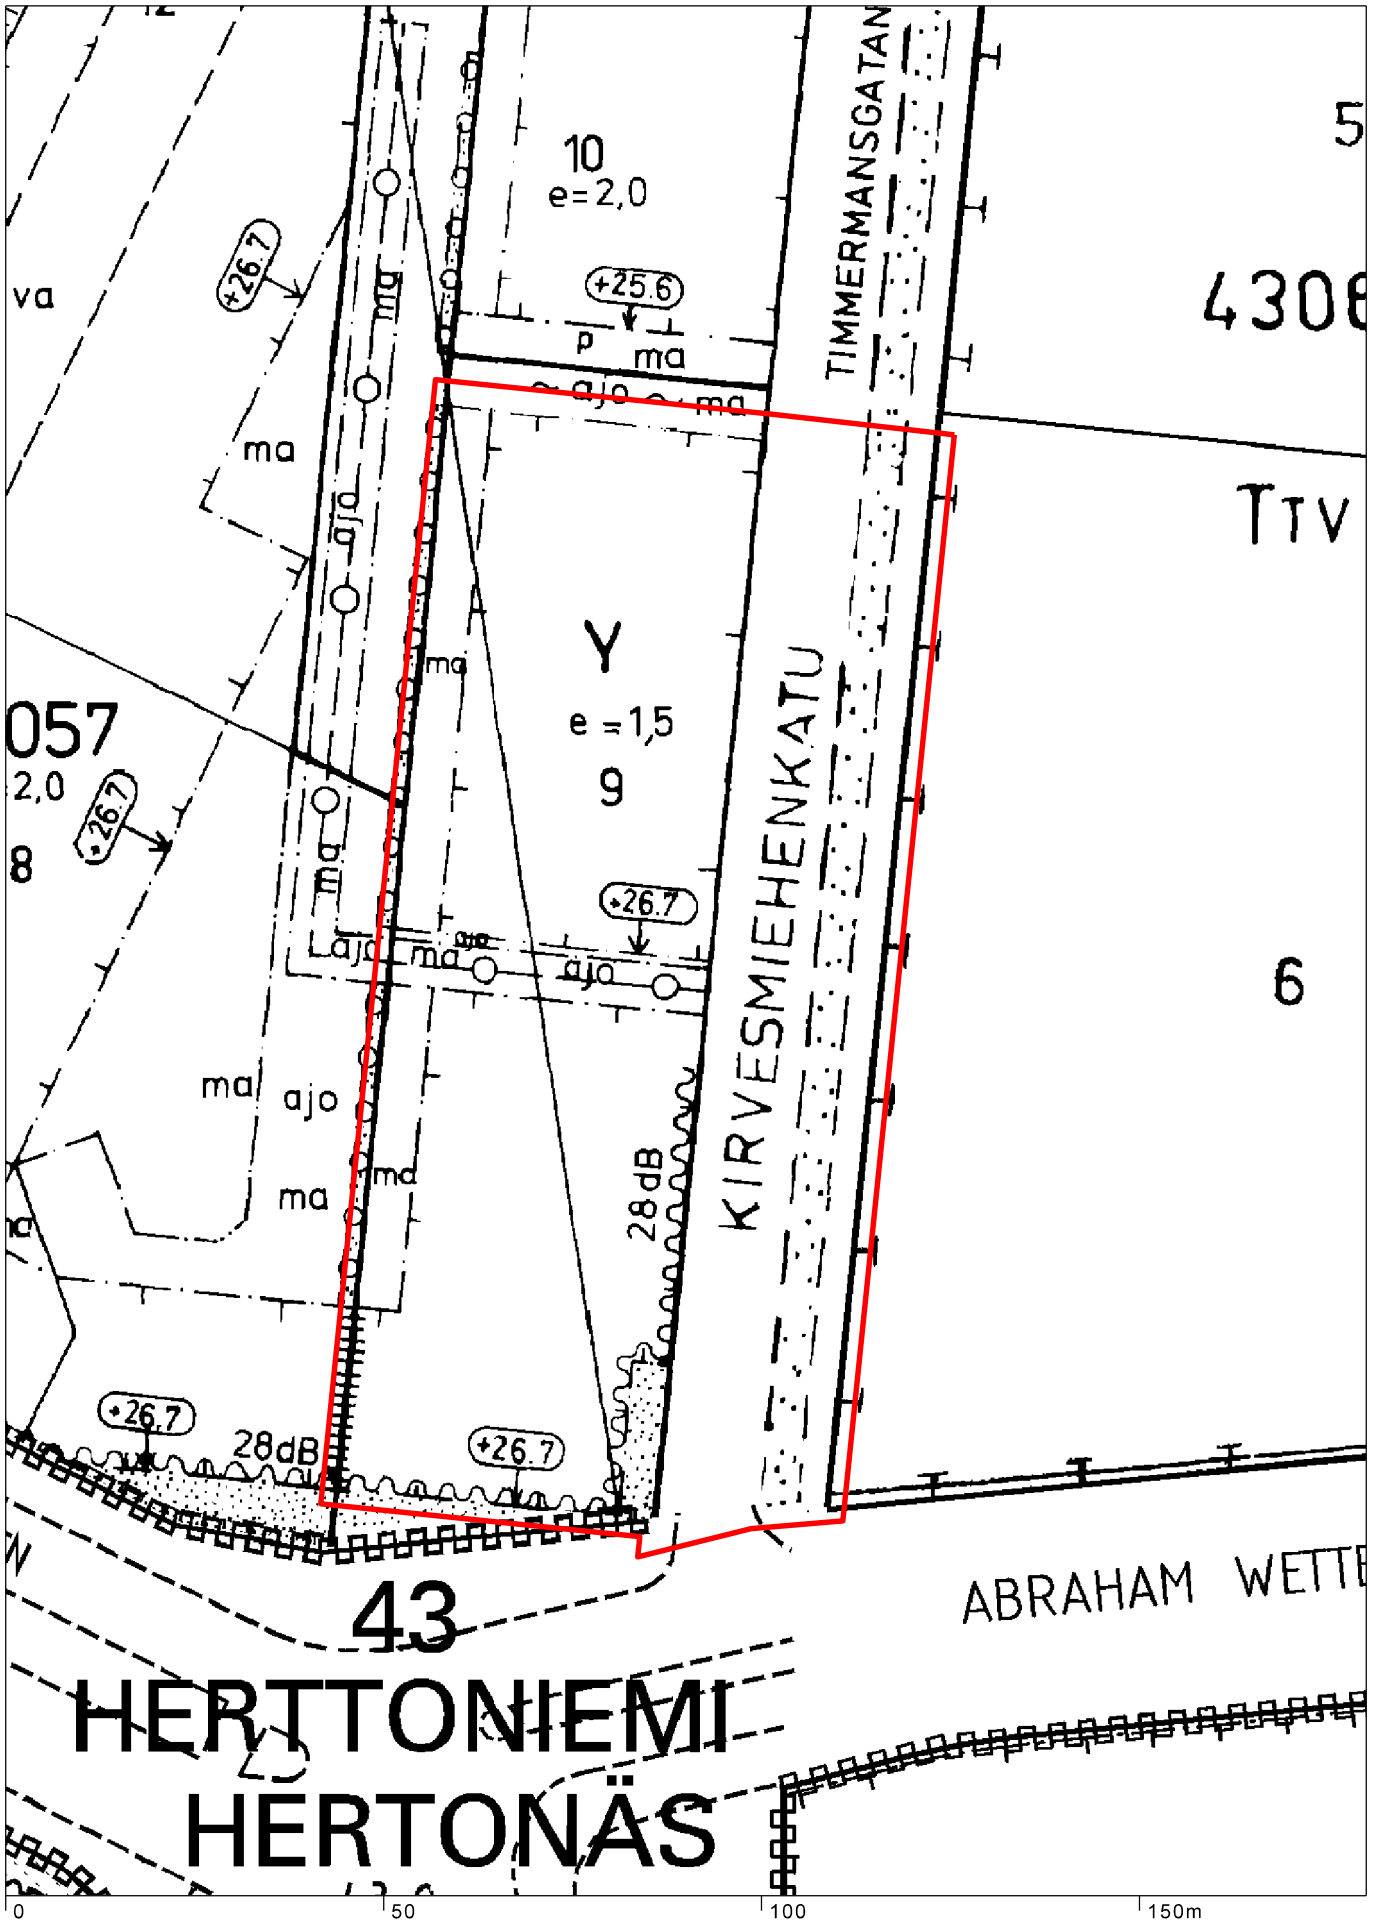 12
TIMMERMANSGATAN
5
10
e=2,0
+26.7
ma
va
+25.6
4306
p
ma
~ ajo ~ ma
ma
TTV
ajo
Y
ma
057
e=1,5
2,0
9
+26.7
8
ma
+26.7
KIRVESMIEHENKATU
ajo
ma
ajo
ajo
6
ma
ajo
28dB
ma
ma
+26.7
28dB
+26.7
N
43
ABRAHAM WETTE
HERTTONIEMI
HERTONÄS
0 50 100 150m